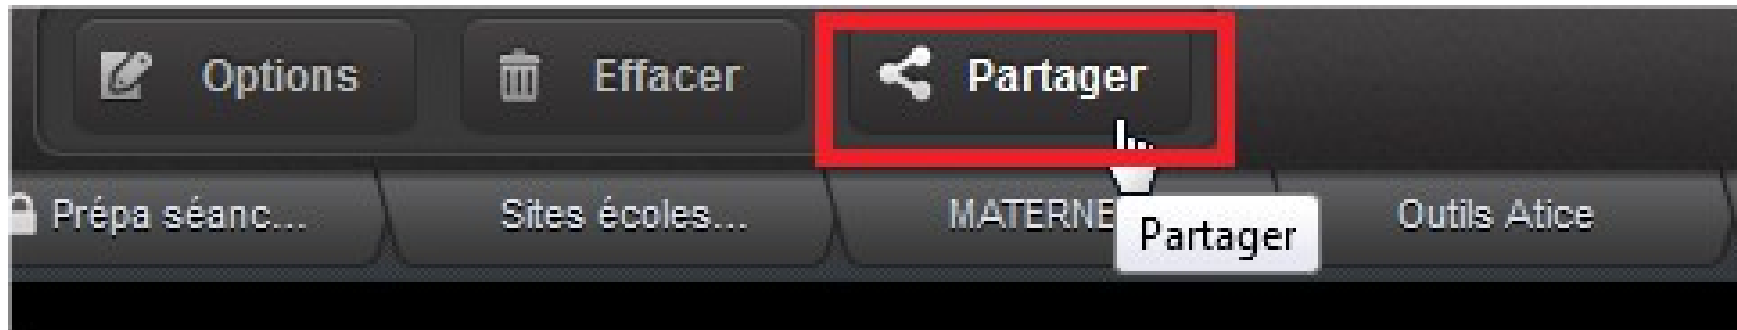 Options Effacer Partager
Prépa séanc... Sites écoles... MATERNE Outils Atice
Partager